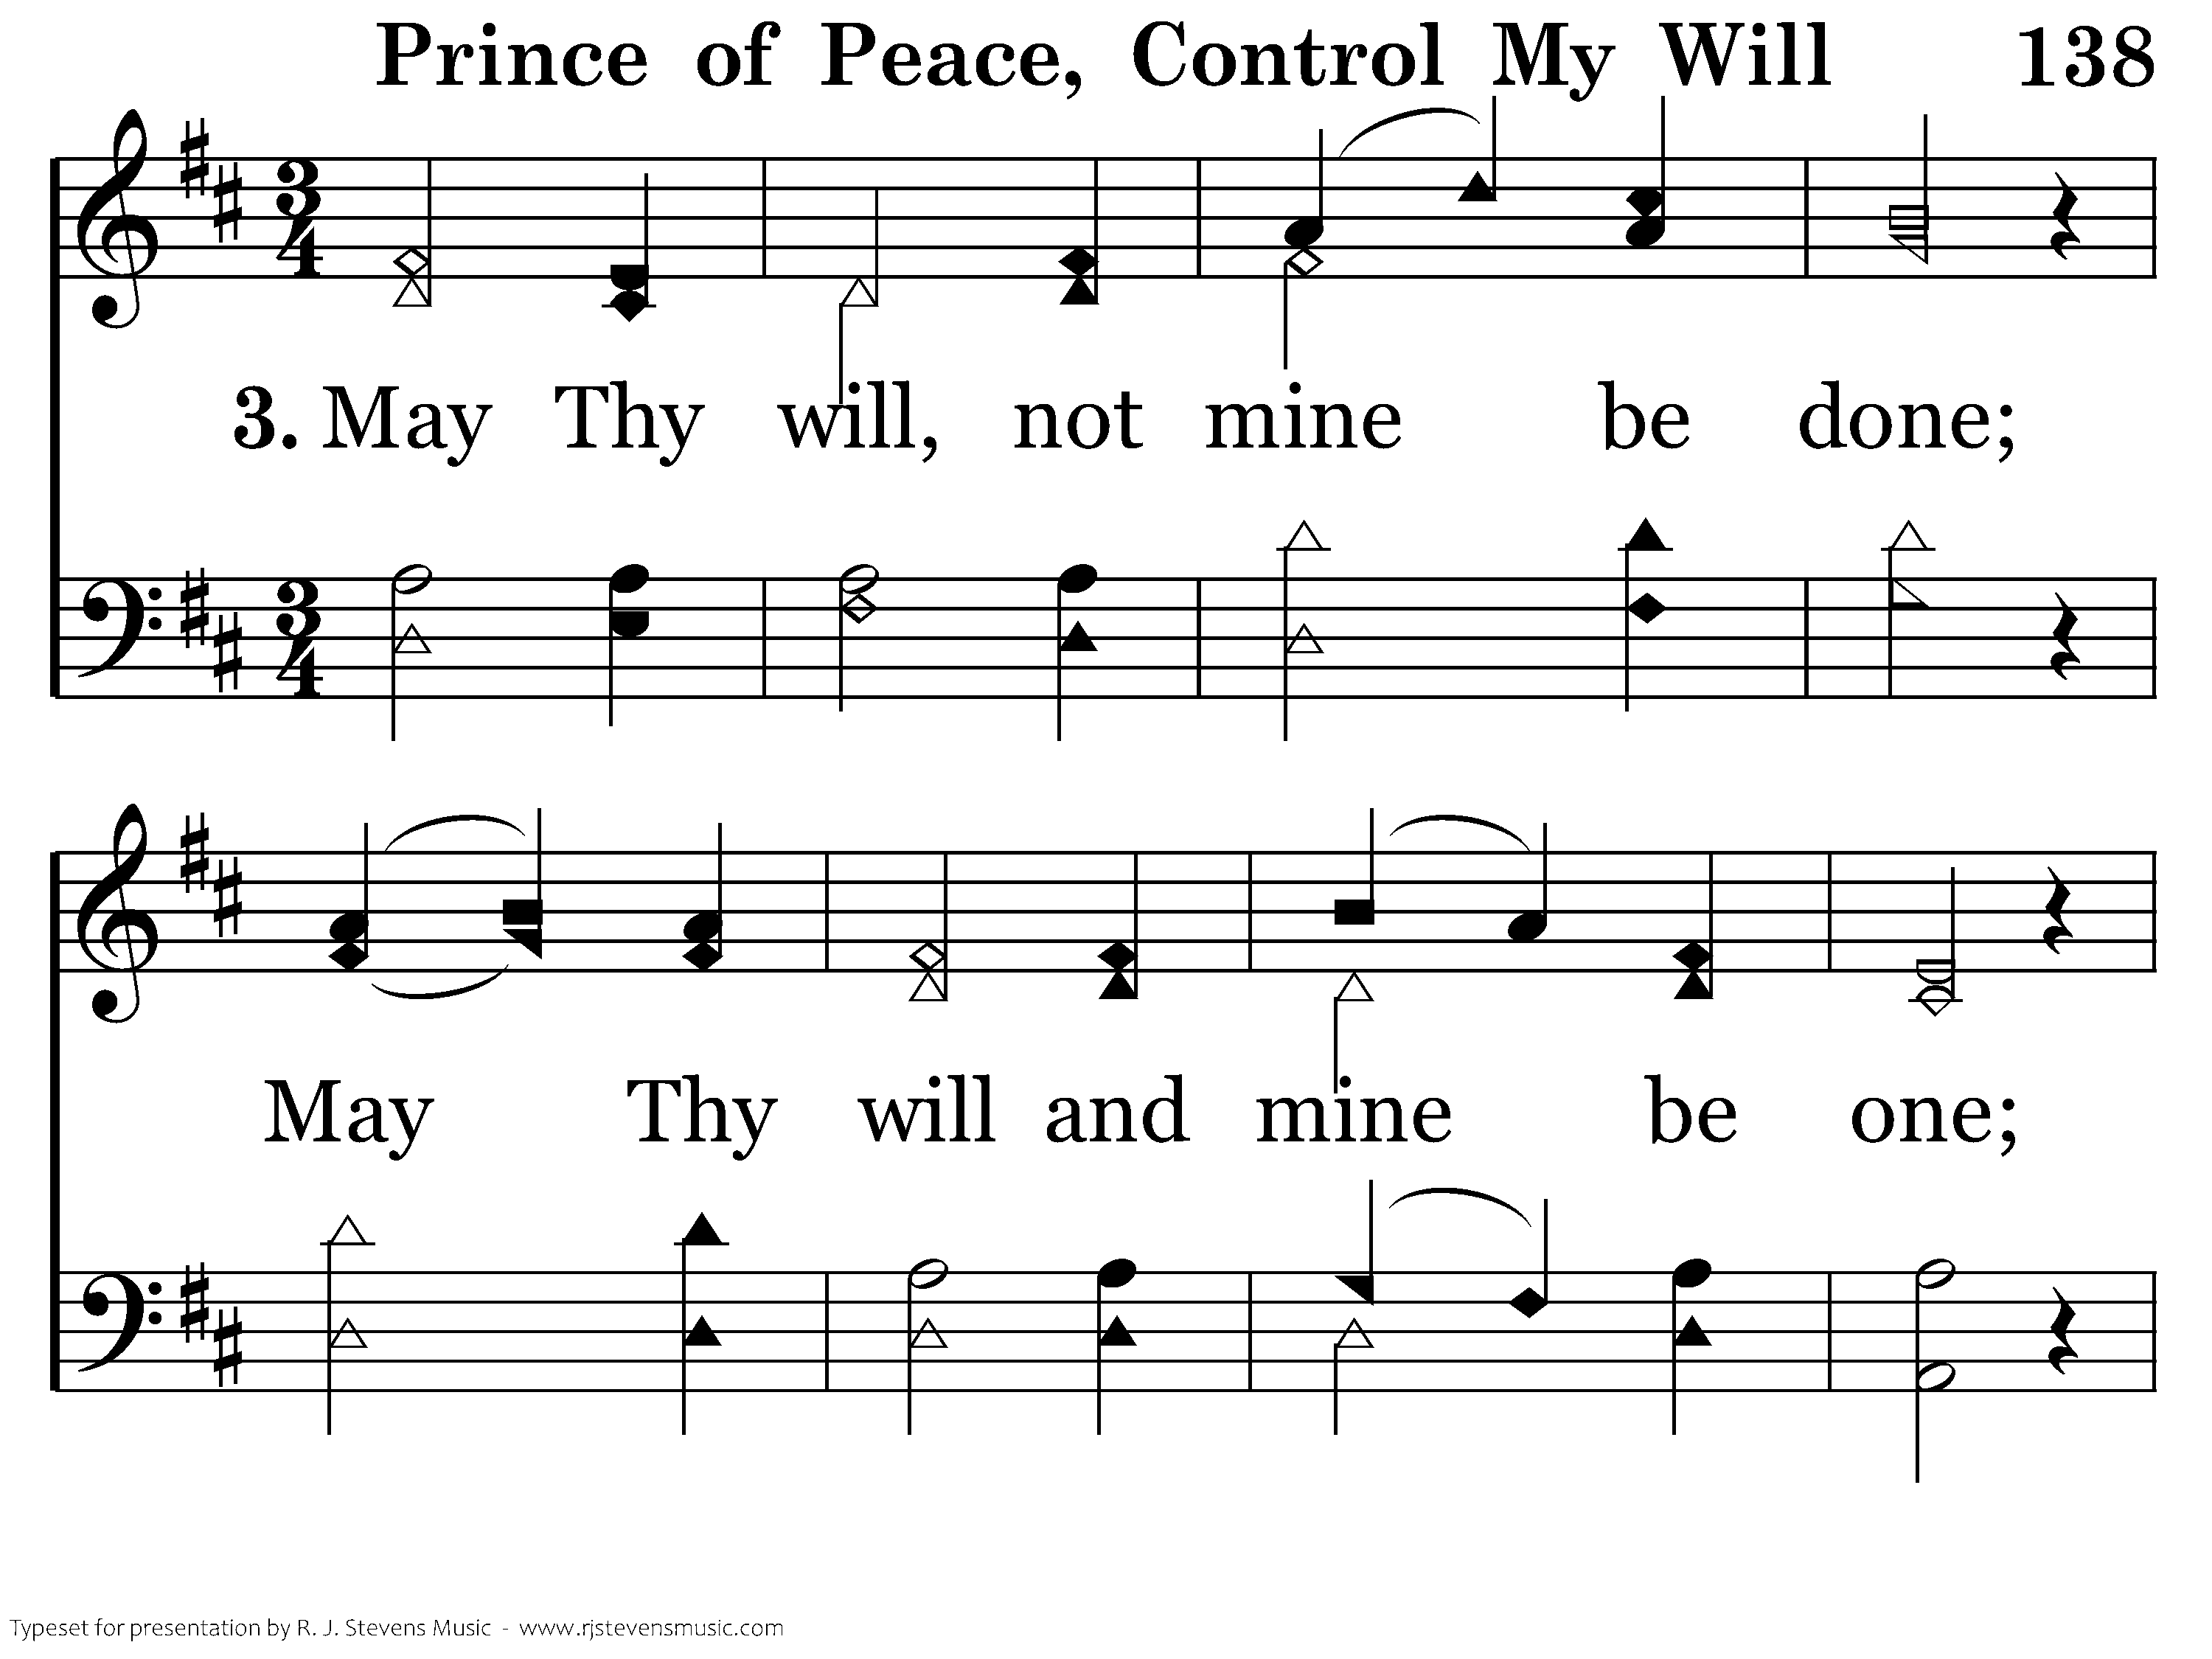 Prince of Peace, Control My Will 138
3. May Thy will, not mine be done;
May Thy will and mine be one;
Typeset for presentation by R. J. Stevens Music - www.rjstevensmusic.com